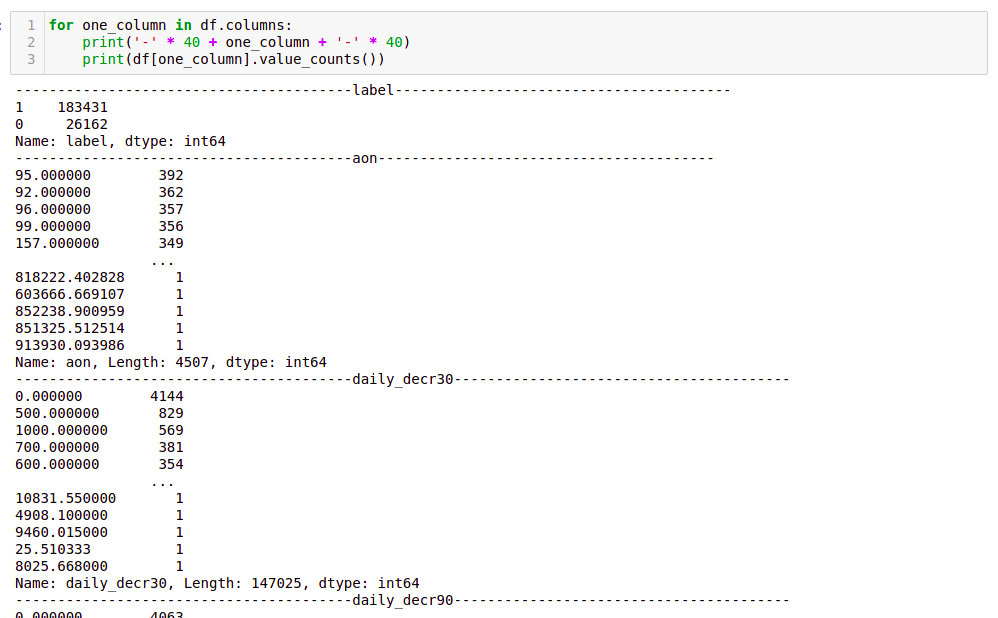 1 for one_column in df.columns:
2     print('-' * 40 + one_column + '-' * 40)
3     print(df[one_column].value_counts())
----------------------------------------label----------------------------------------
1    183431
0     26162
Name: label, dtype: int64
----------------------------------------aon----------------------------------------
95.000000        392
92.000000        362
96.000000        357
99.000000        356
157.000000       349
                ...
818222.402828      1
603666.669107      1
852238.900959      1
851325.512514      1
913930.093986      1
Name: aon, Length: 4507, dtype: int64
----------------------------------------daily_decr30----------------------------------------
0.000000        4144
500.000000       829
1000.000000      569
700.000000       381
600.000000       354
                ...
10831.550000       1
4908.100000        1
9460.015000        1
25.510333          1
8025.668000        1
Name: daily_decr30, Length: 147025, dtype: int64
----------------------------------------daily_decr90----------------------------------------
0.000000        4063